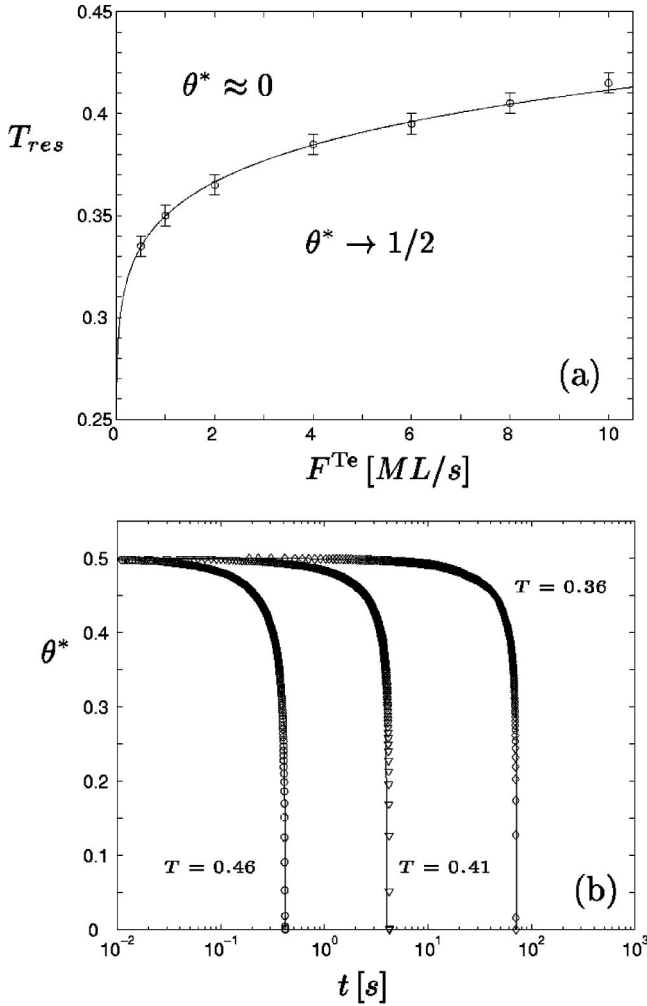 0.45
θ* ≈ 0
T_res
0.4
0.35
θ* → 1/2
0.3
(a)
0.25
0 2 4 6 8 10
F^Te [ML/s]
0.5
T = 0.36
0.4
θ*
0.3
0.2
0.1
T = 0.46 T = 0.41
(b)
0
10^-2 10^-1 10^0 10^1 10^2 10^3
t [s]